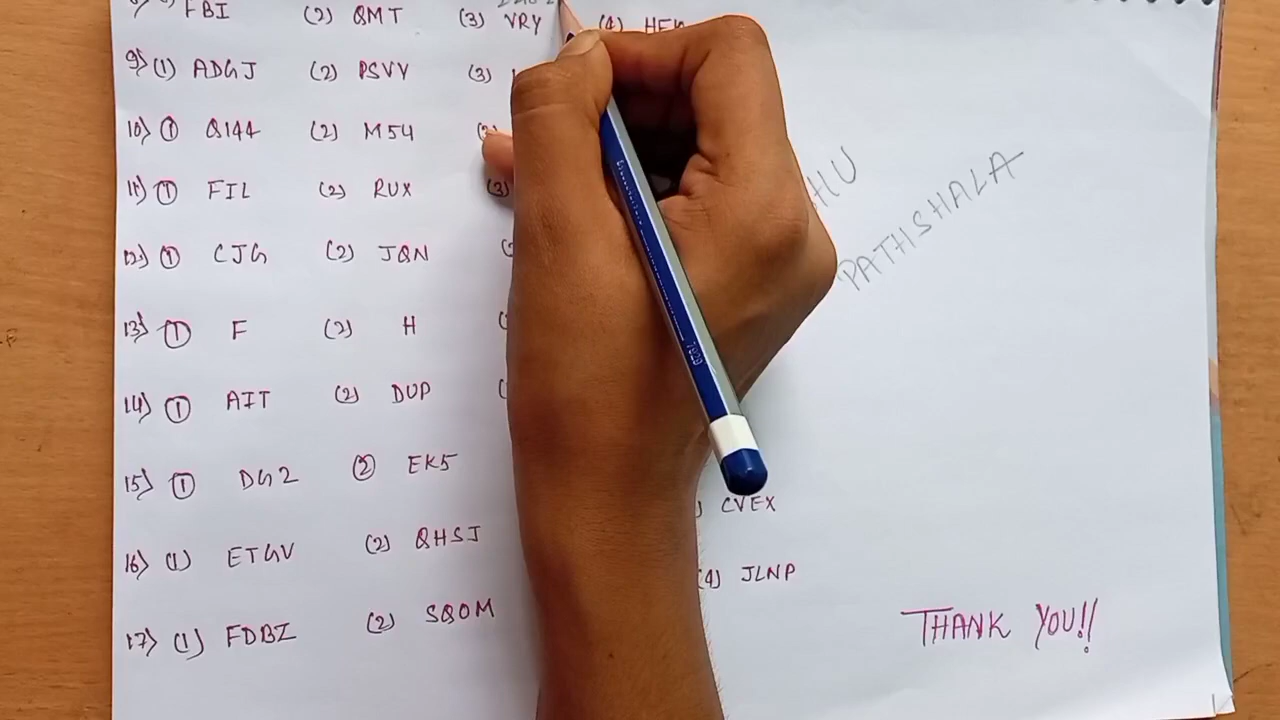 FBI (2) QMT (3) VRY (4)
9) (1) ADGJ (2) PSVY (3)
10) (1) Q144 (2) M54 (3)
11) (1) FIL (2) RUX (3)
12) (1) CJG (2) JQN
13) (1) F (2) H
14) (1) AIT (2) DUP
15) (1) DG2 (2) EK5
CVEX
16) (1) ETGV (2) QHSJ
(4) JLNP
17) (1) FDBI (2) SQOM
PATHSHALA
THANK YOU!!